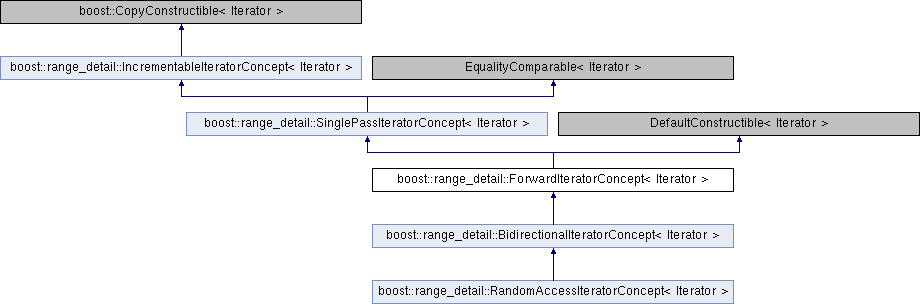 boost::CopyConstructible< Iterator >
boost::range_detail::IncrementableIteratorConcept< Iterator >
EqualityComparable< Iterator >
boost::range_detail::SinglePassIteratorConcept< Iterator >
DefaultConstructible< Iterator >
boost::range_detail::ForwardIteratorConcept< Iterator >
boost::range_detail::BidirectionalIteratorConcept< Iterator >
boost::range_detail::RandomAccessIteratorConcept< Iterator >